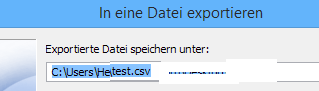 In eine Datei exportieren
Exportierte Datei speichern unter:
C:\Users\He test.csv